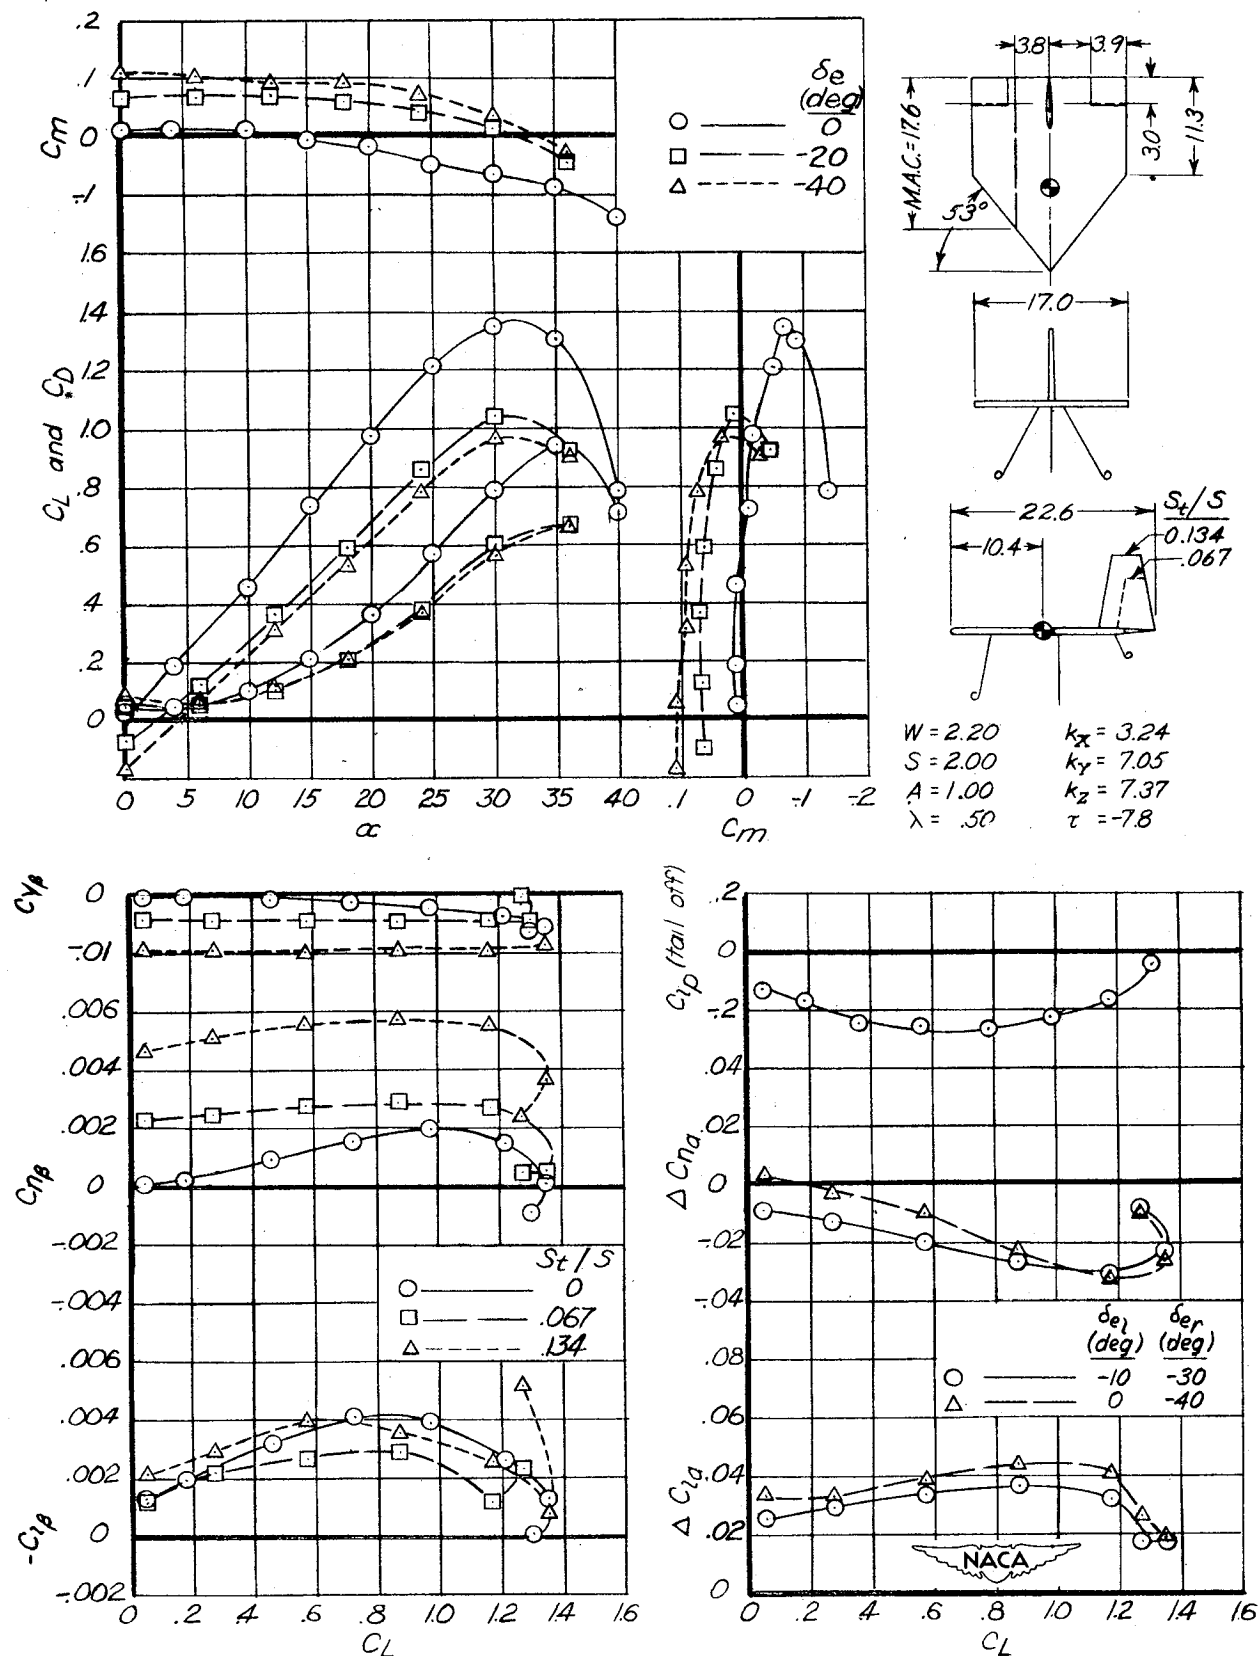 .2
.1
0
-.1
Cm
δe
(deg)
0
-20
-40
1.6
1.4
1.2
1.0
.8
.6
.4
.2
0
CL and CD
0 5 10 15 20 25 30 35 40
α
.1 0 -.1 -.2
Cm
3.8 3.9
M.A.C.=17.6
3.0
11.3
53°
17.0
22.6
10.4
St/S
0.134
.067
W = 2.20
S = 2.00
A = 1.00
λ = .50
kX = 3.24
kY = 7.05
kZ = 7.37
τ = -7.8
CYβ
0
-.01
.006
.004
.002
0
-.002
-.004
Cnβ
St/S
0
.067
.134
.006
.004
.002
0
-.002
-Clβ
0 .2 .4 .6 .8 1.0 1.2 1.4 1.6
CL
Clp (tail off)
.2
0
-.2
.04
.02
0
-.02
-.04
Δ Cna
δel
(deg)
-10
0
δer
(deg)
-30
-40
.08
.06
.04
.02
0
Δ Cla
NACA
0 .2 .4 .6 .8 1.0 1.2 1.4 1.6
CL